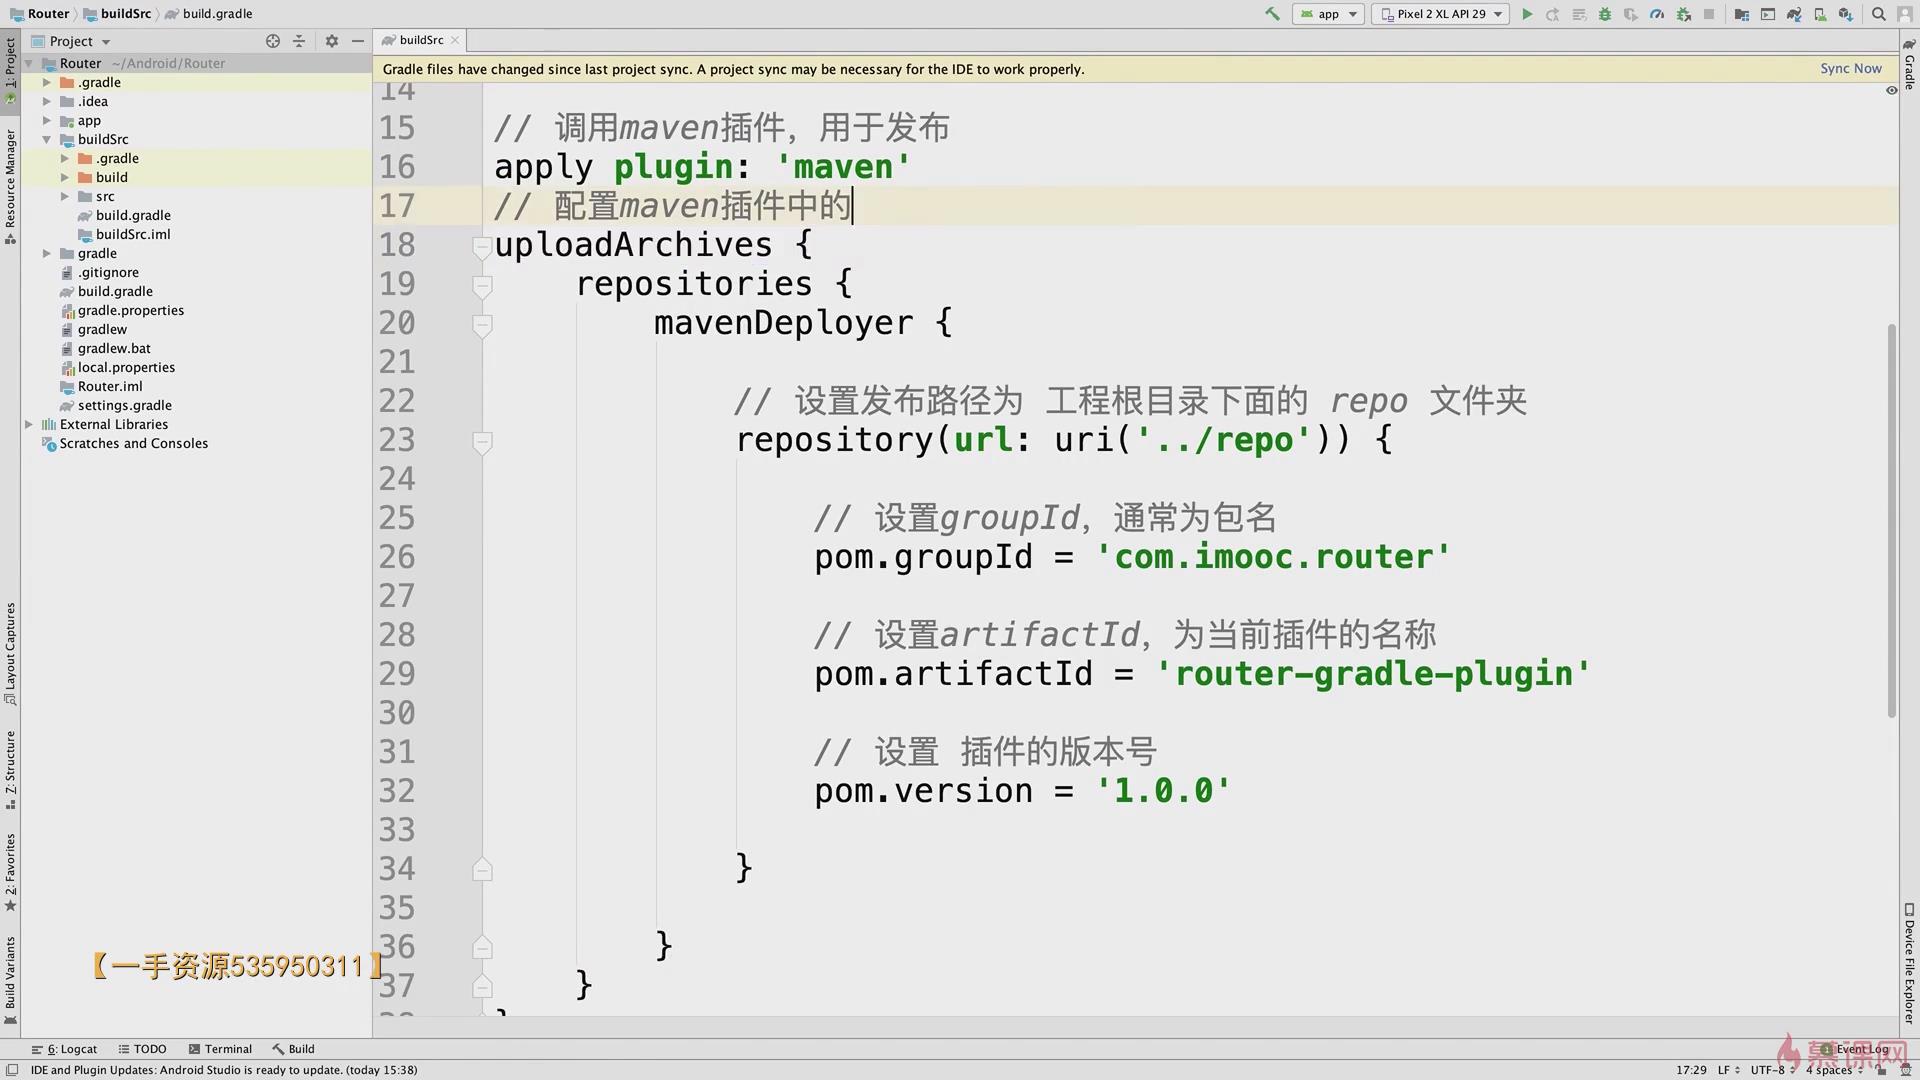 Router buildSrc build.gradle
app Pixel 2 XL API 29
Project
buildSrc
Gradle files have changed since last project sync. A project sync may be necessary for the IDE to work properly.
Sync Now
Router ~/Android/Router
.gradle
.idea
app
buildSrc
.gradle
build
src
build.gradle
buildSrc.iml
gradle
.gitignore
build.gradle
gradle.properties
gradlew
gradlew.bat
local.properties
Router.iml
settings.gradle
External Libraries
Scratches and Consoles
1: Project
Resource Manager
Layout Captures
Z: Structure
2: Favorites
Build Variants
14
15 // 调用maven插件，用于发布
16 apply plugin: 'maven'
17 // 配置maven插件中的
18 uploadArchives {
19 repositories {
20 mavenDeployer {
21
22 // 设置发布路径为 工程根目录下面的 repo 文件夹
23 repository(url: uri('../repo')) {
24
25 // 设置groupId，通常为包名
26 pom.groupId = 'com.imooc.router'
27
28 // 设置artifactId，为当前插件的名称
29 pom.artifactId = 'router-gradle-plugin'
30
31 // 设置 插件的版本号
32 pom.version = '1.0.0'
33
34 }
35
36 }
37 }
38 }
Gradle
Device File Explorer
【一手资源535950311】
6: Logcat TODO Terminal Build
Event Log
慕课网
IDE and Plugin Updates: Android Studio is ready to update. (today 15:38)
17:29 LF UTF-8 4 spaces